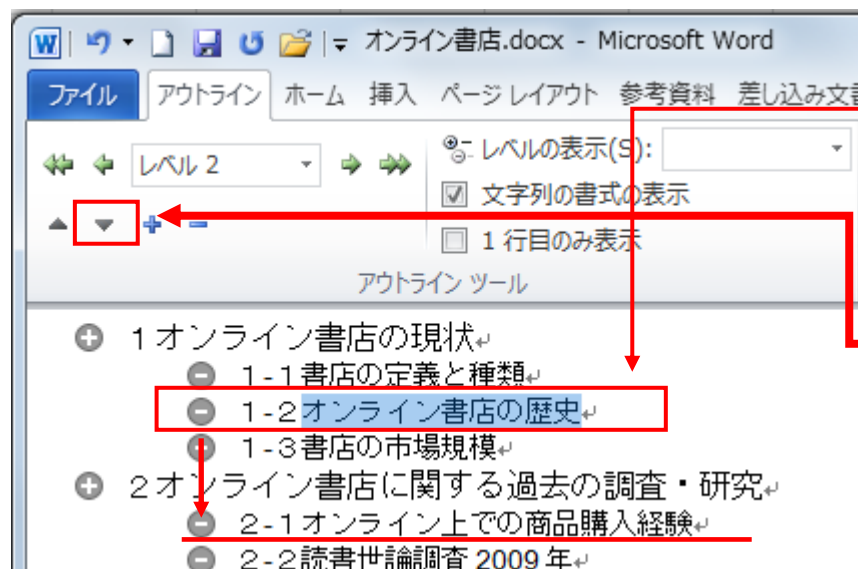 オンライン書店.docx - Microsoft Word
ファイル アウトライン ホーム 挿入 ページ レイアウト 参考資料 差し込み文書
レベル 2
レベルの表示(S):
文字列の書式の表示
1 行目のみ表示
アウトライン ツール
1オンライン書店の現状
1-1書店の定義と種類
1-2オンライン書店の歴史
1-3書店の市場規模
2オンライン書店に関する過去の調査・研究
2-1オンライン上での商品購入経験
2-2読書世論調査 2009 年